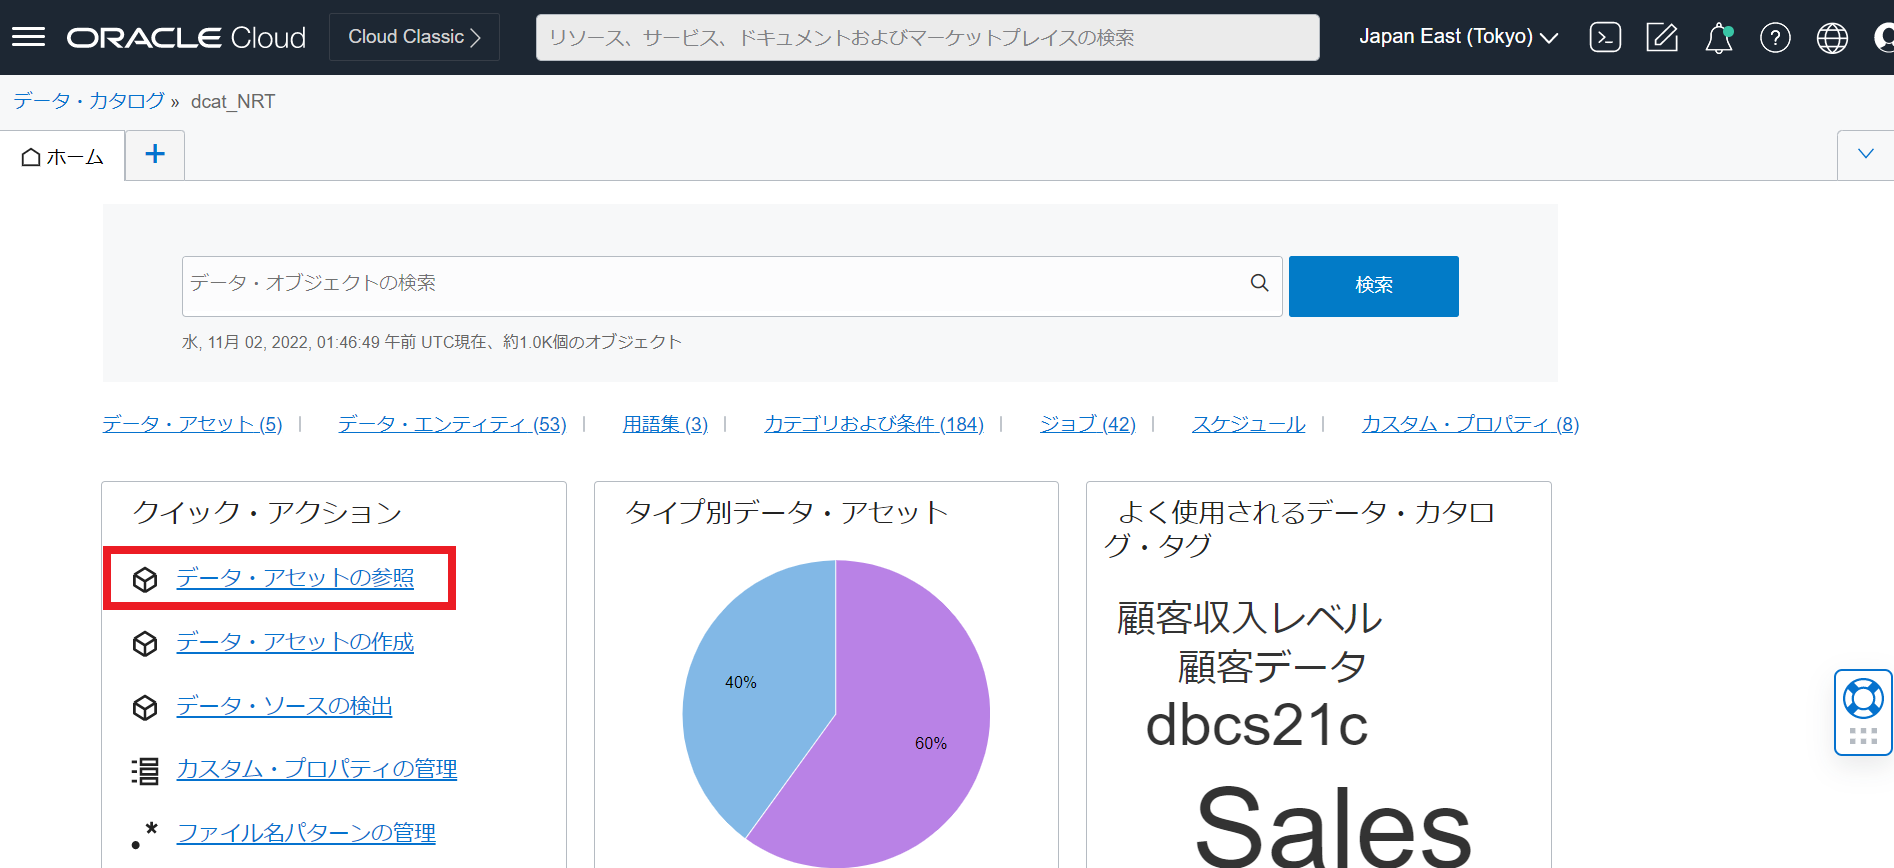 ORACLE Cloud
Cloud Classic
リソース、サービス、ドキュメントおよびマーケットプレイスの検索
Japan East (Tokyo)
データ・カタログ » dcat_NRT
ホーム
+
データ・オブジェクトの検索
検索
水, 11月 02, 2022, 01:46:49 午前 UTC現在、約1.0K個のオブジェクト
データ・アセット (5) | データ・エンティティ (53) | 用語集 (3) | カテゴリおよび条件 (184) | ジョブ (42) | スケジュール | カスタム・プロパティ (8)
クイック・アクション
データ・アセットの参照
データ・アセットの作成
データ・ソースの検出
カスタム・プロパティの管理
ファイル名パターンの管理
タイプ別データ・アセット
40%
60%
よく使用されるデータ・カタロ
グ・タグ
顧客収入レベル
顧客データ
dbcs21c
Sales